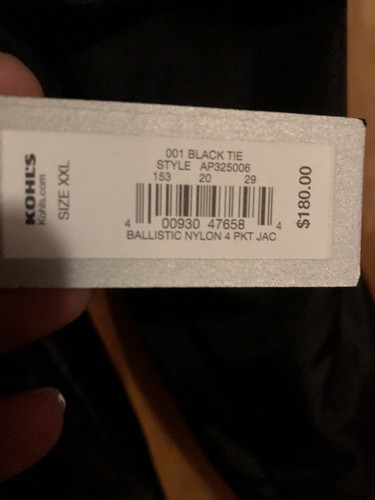 KOHL'S
Kohls.com
SIZE XXL
001 BLACK TIE
STYLE AP325006
153 20 29
4 00930 47658 4
BALLISTIC NYLON 4 PKT JAC
$180.00